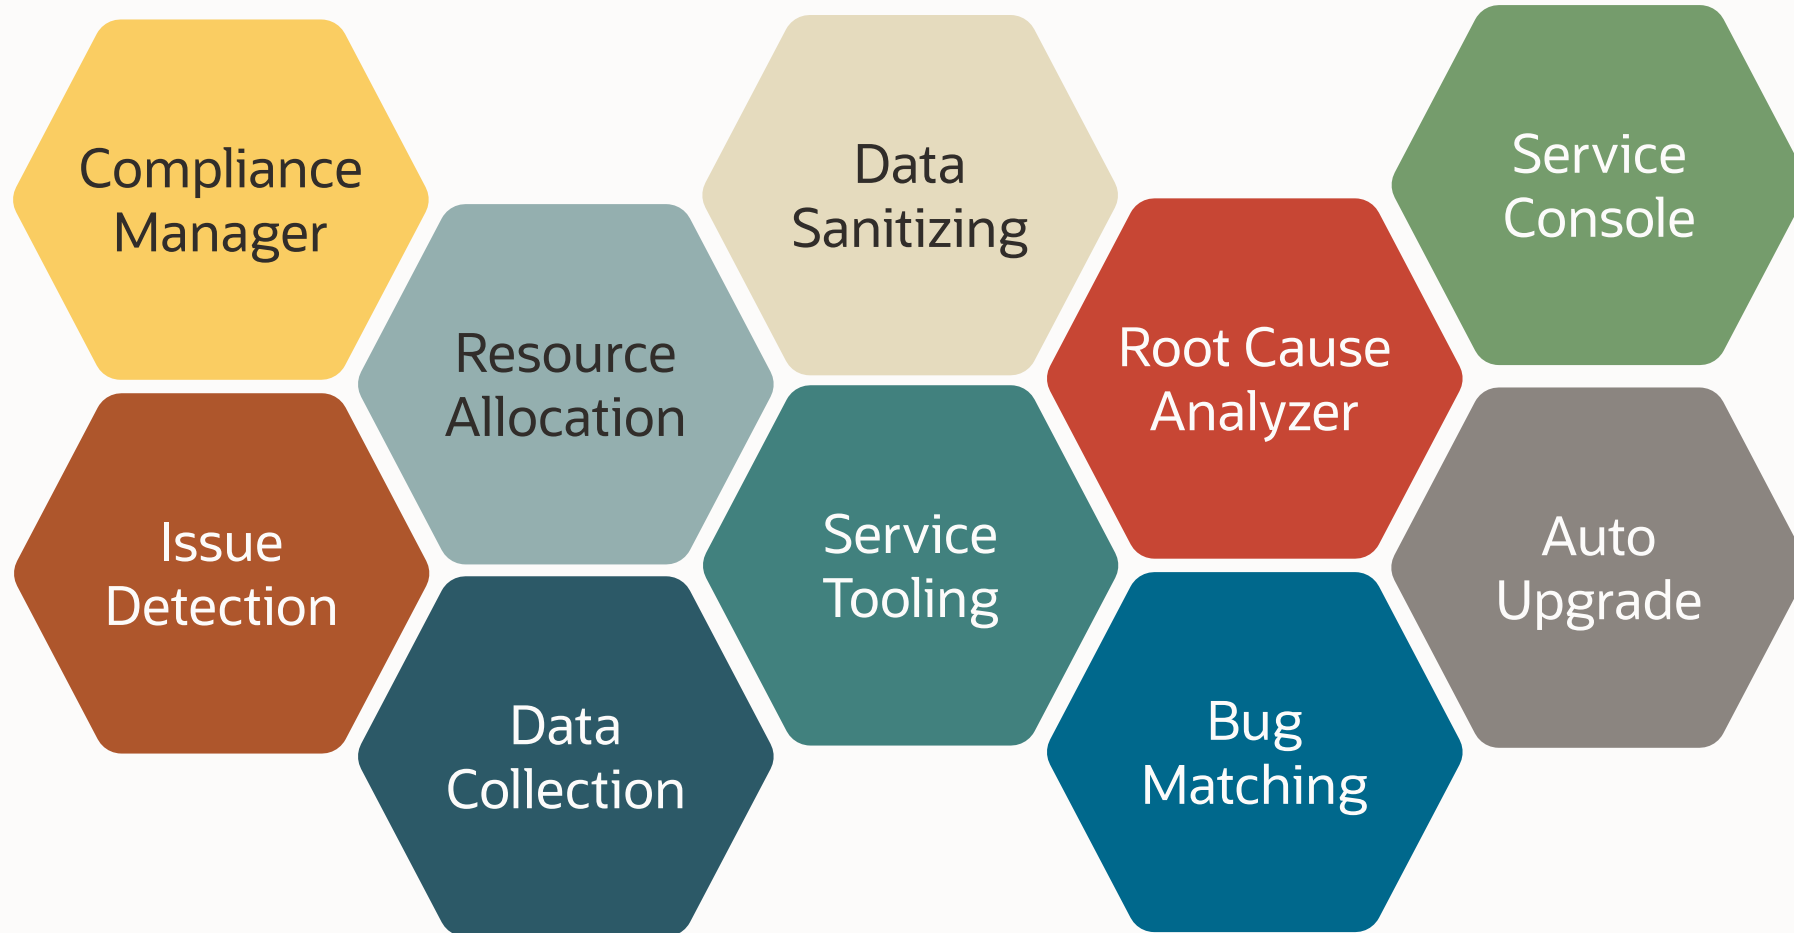 Compliance
Manager
Data
Sanitizing
Service
Console
Resource
Allocation
Root Cause
Analyzer
Issue
Detection
Service
Tooling
Auto
Upgrade
Data
Collection
Bug
Matching